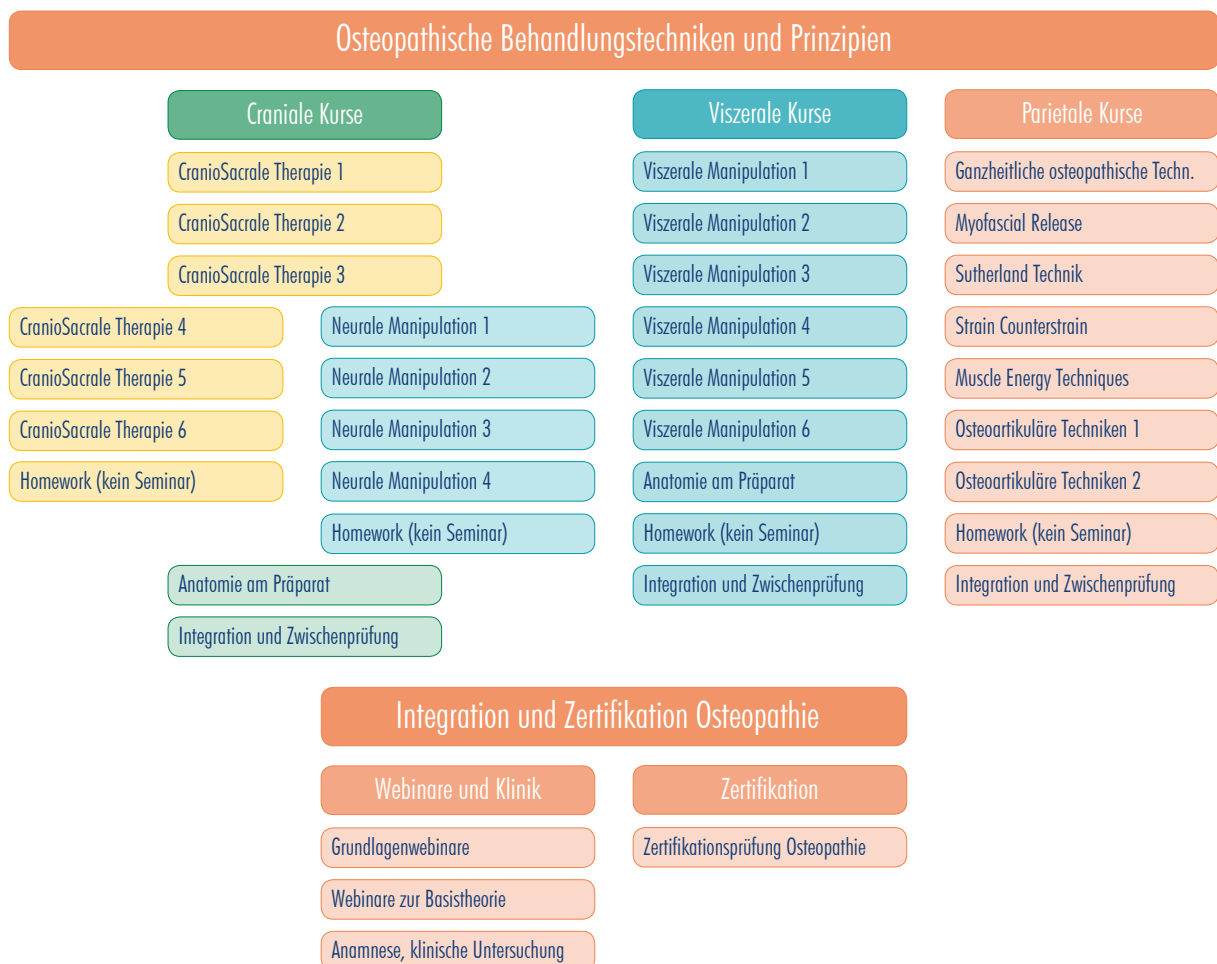 Osteopathische Behandlungstechniken und Prinzipien
Craniale Kurse
CranioSacrale Therapie 1
CranioSacrale Therapie 2
CranioSacrale Therapie 3
CranioSacrale Therapie 4
CranioSacrale Therapie 5
CranioSacrale Therapie 6
Homework (kein Seminar)
Neurale Manipulation 1
Neurale Manipulation 2
Neurale Manipulation 3
Neurale Manipulation 4
Homework (kein Seminar)
Anatomie am Präparat
Integration und Zwischenprüfung
Viszerale Kurse
Viszerale Manipulation 1
Viszerale Manipulation 2
Viszerale Manipulation 3
Viszerale Manipulation 4
Viszerale Manipulation 5
Viszerale Manipulation 6
Anatomie am Präparat
Homework (kein Seminar)
Integration und Zwischenprüfung
Parietale Kurse
Ganzheitliche osteopathische Techn.
Myofascial Release
Sutherland Technik
Strain Counterstrain
Muscle Energy Techniques
Osteoartikuläre Techniken 1
Osteoartikuläre Techniken 2
Homework (kein Seminar)
Integration und Zwischenprüfung
Integration und Zertifikation Osteopathie
Webinare und Klinik
Grundlagenwebinare
Webinare zur Basistheorie
Anamnese, klinische Untersuchung
Zertifikation
Zertifikationsprüfung Osteopathie